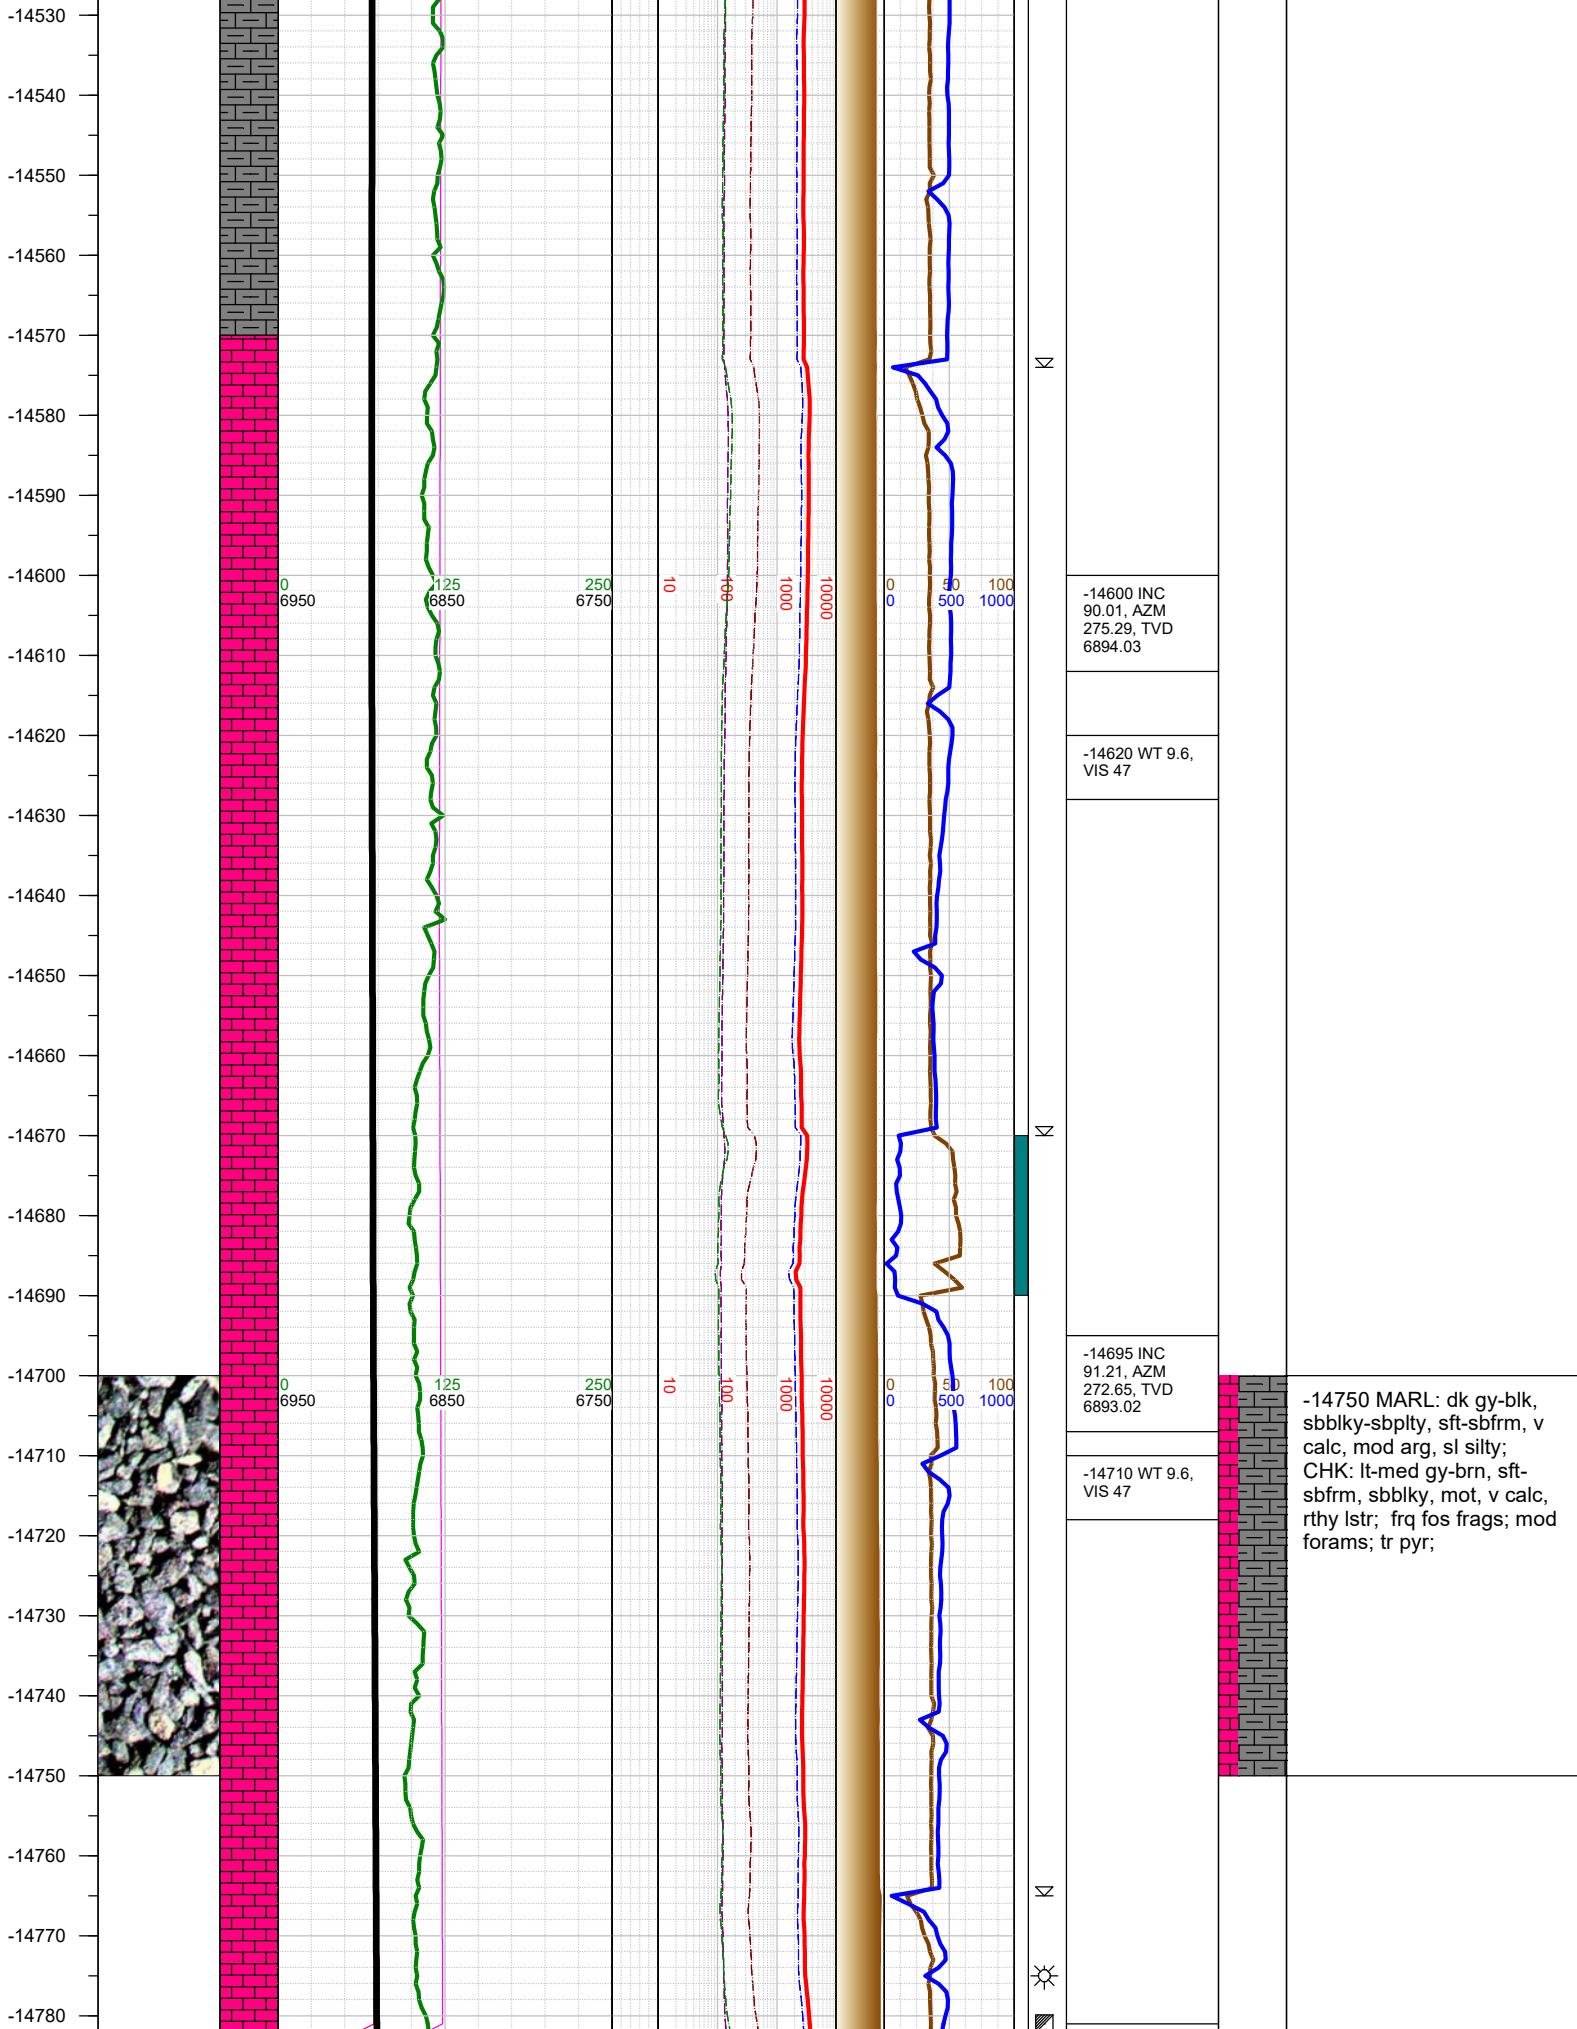 -14530
-14540
-14550
-14560
-14570
-14580
-14590
-14600
0 125 250
6950 6850 6750
10 100 1000 10000
0 50 100
0 500 1000
-14600 INC
90.01, AZM
275.29, TVD
6894.03
-14610
-14620
-14620 WT 9.6,
VIS 47
-14630
-14640
-14650
-14660
-14670
-14680
-14690
-14695 INC
91.21, AZM
272.65, TVD
6893.02
-14700
0 125 250
6950 6850 6750
10 100 1000 10000
0 50 100
0 500 1000
-14750 MARL: dk gy-blk,
sbblky-sbplty, sft-sbfrm, v
calc, mod arg, sl silty;
CHK: lt-med gy-brn, sft-
sbfrm, sbblky, mot, v calc,
rthy lstr;  frq fos frags; mod
forams; tr pyr;
-14710
-14710 WT 9.6,
VIS 47
-14720
-14730
-14740
-14750
-14760
-14770
-14780